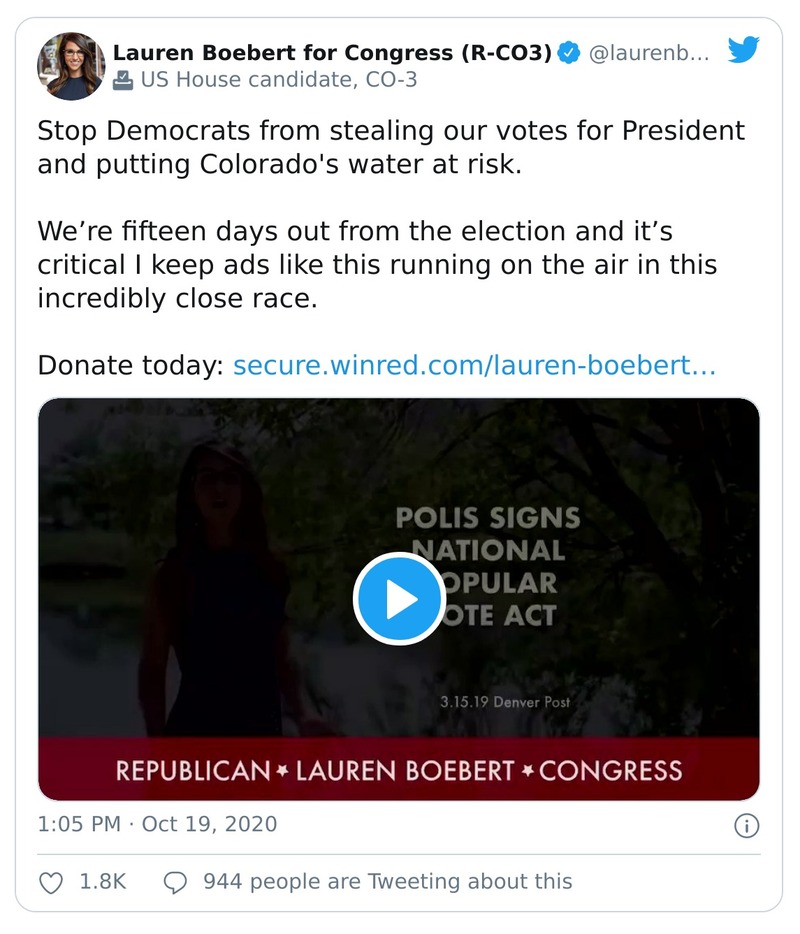 Lauren Boebert for Congress (R-CO3) @laurenb...
US House candidate, CO-3
Stop Democrats from stealing our votes for President
and putting Colorado's water at risk.
We’re fifteen days out from the election and it’s
critical I keep ads like this running on the air in this
incredibly close race.
Donate today: secure.winred.com/lauren-boebert...
POLIS SIGNS
NATIONAL
OPULAR
OTE ACT
3.15.19 Denver Post
REPUBLICAN ★ LAUREN BOEBERT ★ CONGRESS
1:05 PM · Oct 19, 2020
1.8K 944 people are Tweeting about this